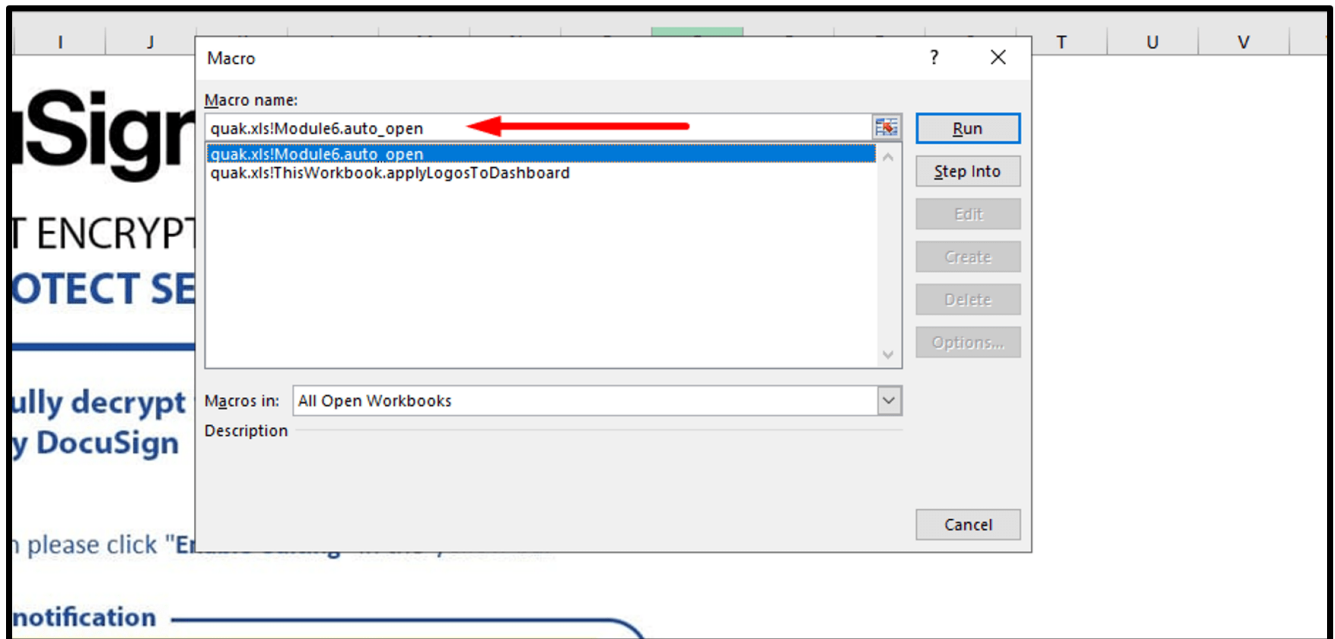 I J T U V
Macro ? X
uSign
Macro name:
quak.xls!Module6.auto_open
Run
quak.xls!Module6.auto_open
quak.xls!ThisWorkbook.applyLogosToDashboard
Step Into
Edit
T ENCRYPT
Create
OTECT SE
Delete
Options...
ully decrypt
Macros in: All Open Workbooks
Description
y DocuSign
Cancel
n please click "En
notification